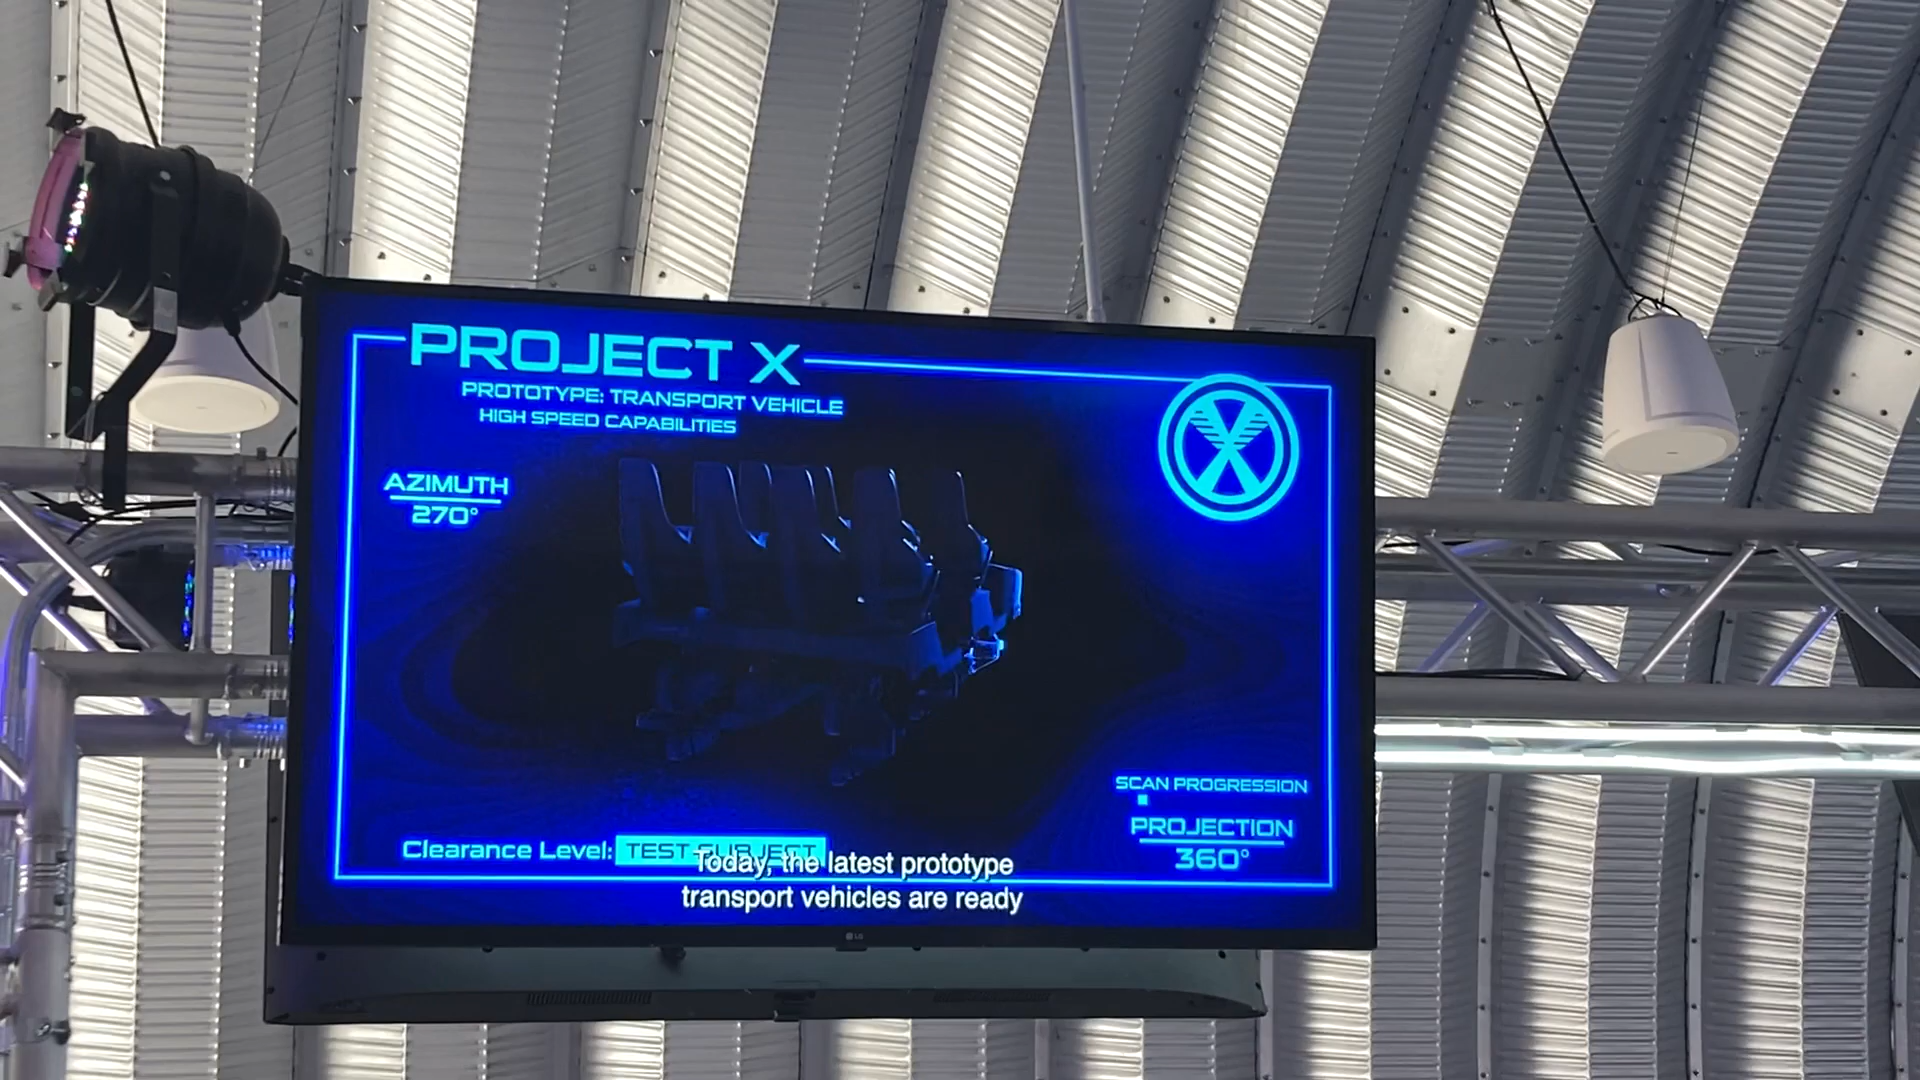 PROJECT X
PROTOTYPE: TRANSPORT VEHICLE
HIGH SPEED CAPABILITIES
AZIMUTH
270°
SCAN PROGRESSION
PROJECTION
360°
Clearance Level: TEST SUBJECT
Today, the latest prototype
transport vehicles are ready
LG